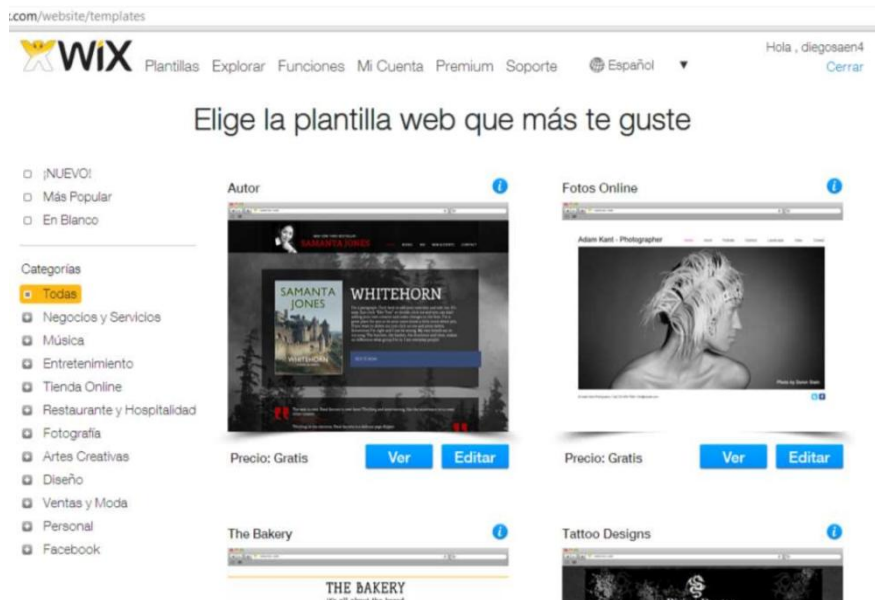 .com/website/templates
WiX Plantillas Explorar Funciones Mi Cuenta Premium Soporte Español
Hola , diegosaen4
Cerrar
Elige la plantilla web que más te guste
¡NUEVO!
Más Popular
En Blanco
Categorías
Todas
Negocios y Servicios
Música
Entretenimiento
Tienda Online
Restaurante y Hospitalidad
Fotografía
Artes Creativas
Diseño
Ventas y Moda
Personal
Facebook
Autor
SAMANTA JONES
SAMANTA
JONES
WHITEHORN
WHITEHORN
Precio: Gratis
Ver
Editar
Fotos Online
Adam Kant - Photographer
Precio: Gratis
Ver
Editar
The Bakery
THE BAKERY
Tattoo Designs